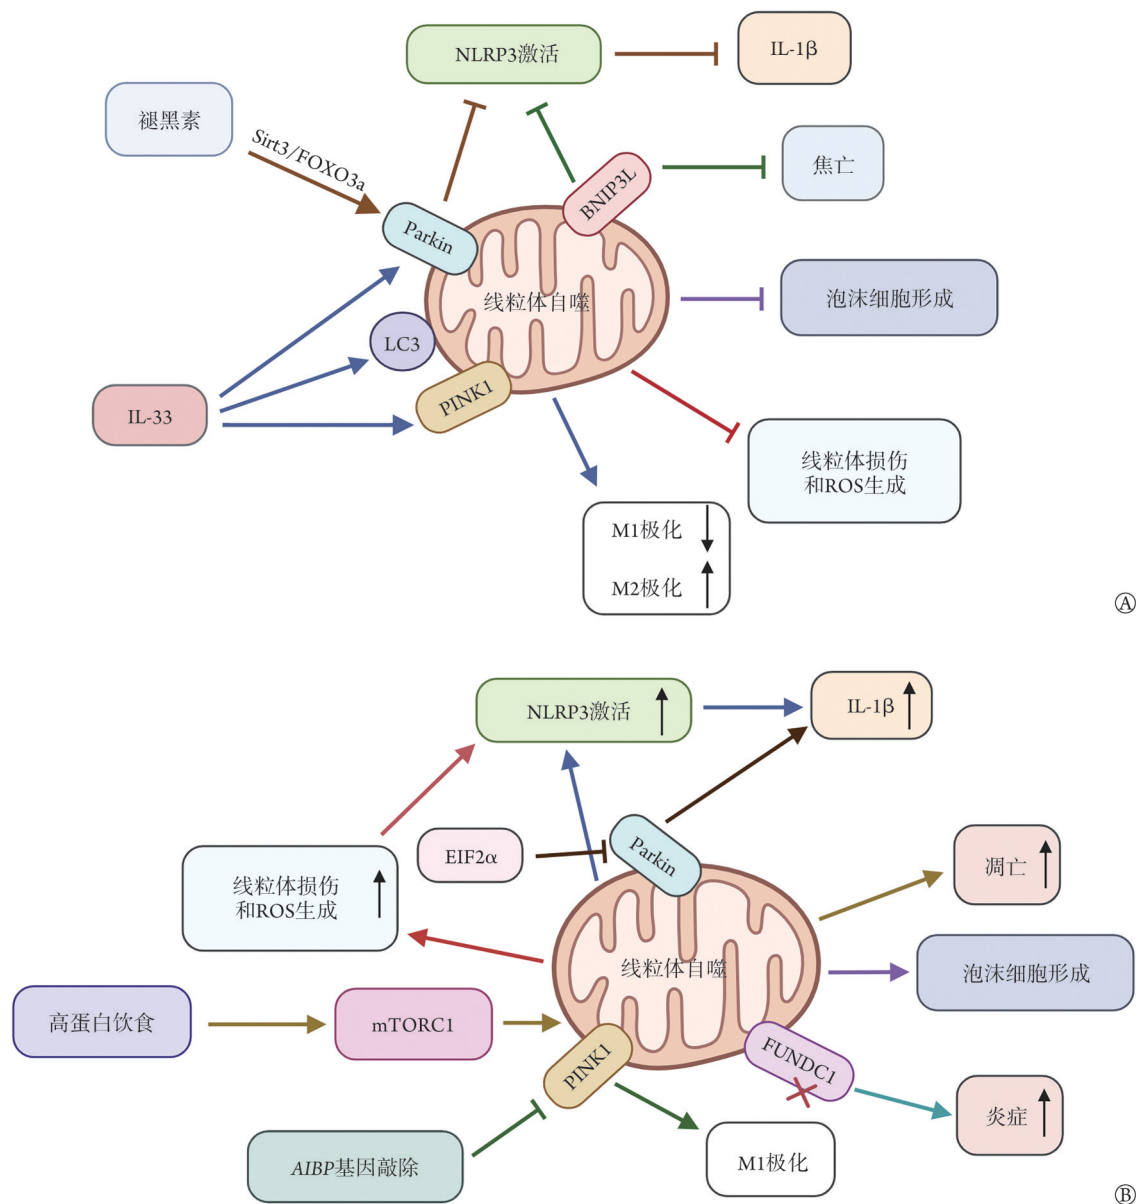 NLRP3激活
IL-1β
褪黑素
Sirt3/FOXO3a
BNIP3L
焦亡
Parkin
线粒体自噬
泡沫细胞形成
LC3
PINK1
IL-33
线粒体损伤
和ROS生成
M1极化
M2极化
Ⓐ
NLRP3激活
IL-1β
EIF2α
Parkin
凋亡
线粒体损伤
和ROS生成
线粒体自噬
泡沫细胞形成
高蛋白饮食
mTORC1
PINK1
FUNDC1
炎症
AIBP基因敲除
M1极化
Ⓑ